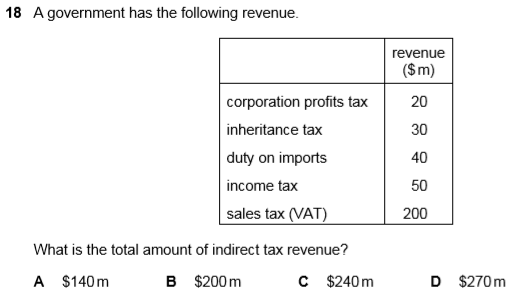 18 A government has the following revenue.
revenue
($m)
corporation profits tax 20
inheritance tax 30
duty on imports 40
income tax 50
sales tax (VAT) 200
What is the total amount of indirect tax revenue?
A $140m B $200m C $240m D $270m